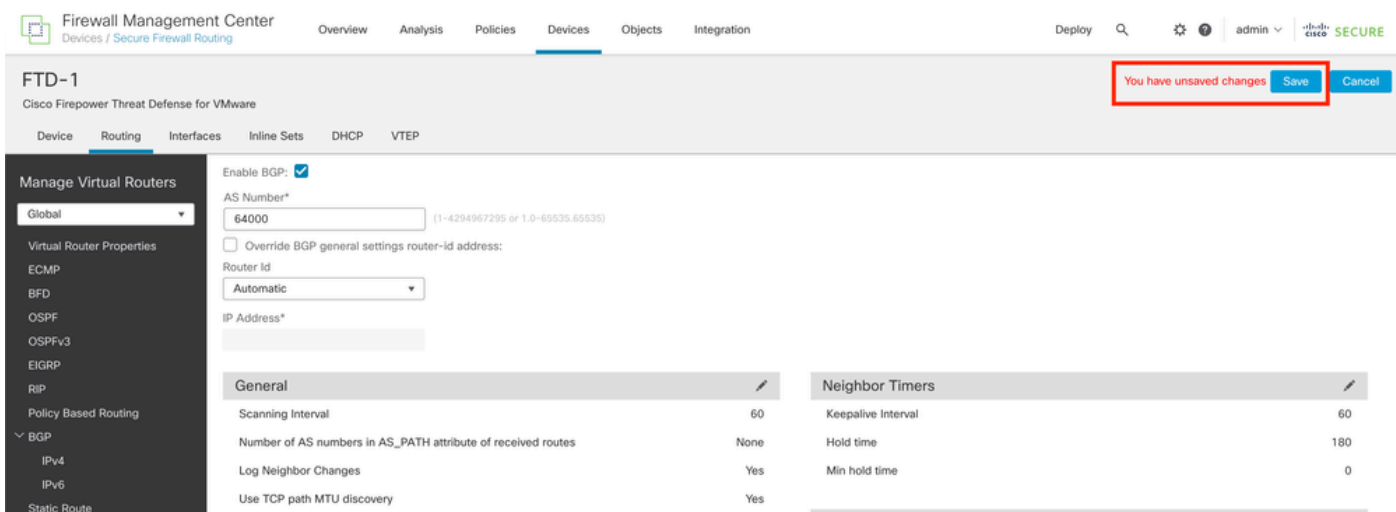 Firewall Management Center
Devices / Secure Firewall Routing
Overview Analysis Policies Devices Objects Integration
Deploy admin cisco SECURE
FTD-1
Cisco Firepower Threat Defense for VMware
You have unsaved changes Save Cancel
Device Routing Interfaces Inline Sets DHCP VTEP
Manage Virtual Routers
Global
Virtual Router Properties
ECMP
BFD
OSPF
OSPFv3
EIGRP
RIP
Policy Based Routing
BGP
IPv4
IPv6
Static Route
Enable BGP:
AS Number*
64000 (1-4294967295 or 1.0-65535.65535)
Override BGP general settings router-id address:
Router Id
Automatic
IP Address*
General
Scanning Interval 60
Number of AS numbers in AS_PATH attribute of received routes None
Log Neighbor Changes Yes
Use TCP path MTU discovery Yes
Neighbor Timers
Keepalive Interval 60
Hold time 180
Min hold time 0